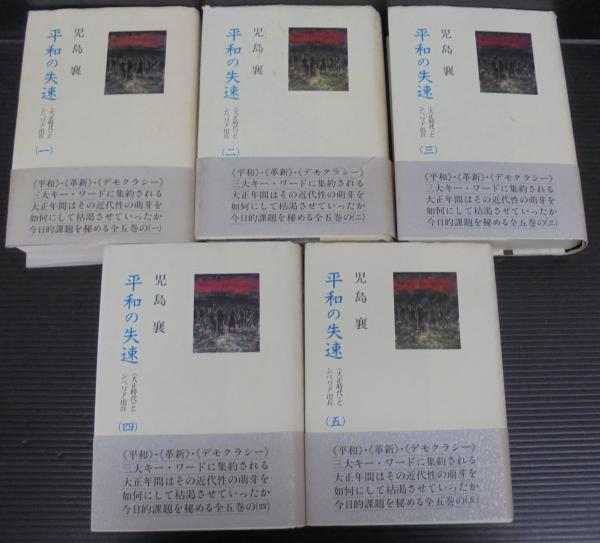 児島襄
平和の失速
〈大正時代〉と
シベリア出兵
(一)
《平和》・《革新》・《デモクラシー》
三大キー・ワードに集約される
大正年間はその近代性の萌芽を
如何にして枯渇させていったか
今日的課題を秘める全五巻の(一)
児島襄
平和の失速
〈大正時代〉と
シベリア出兵
(二)
《平和》・《革新》・《デモクラシー》
三大キー・ワードに集約される
大正年間はその近代性の萌芽を
如何にして枯渇させていったか
今日的課題を秘める全五巻の(二)
児島襄
平和の失速
〈大正時代〉と
シベリア出兵
(三)
《平和》・《革新》・《デモクラシー》
三大キー・ワードに集約される
大正年間はその近代性の萌芽を
如何にして枯渇させていったか
今日的課題を秘める全五巻の(三)
児島襄
平和の失速
〈大正時代〉と
シベリア出兵
(四)
《平和》・《革新》・《デモクラシー》
三大キー・ワードに集約される
大正年間はその近代性の萌芽を
如何にして枯渇させていったか
今日的課題を秘める全五巻の(四)
児島襄
平和の失速
〈大正時代〉と
シベリア出兵
(五)
《平和》・《革新》・《デモクラシー》
三大キー・ワードに集約される
大正年間はその近代性の萌芽を
如何にして枯渇させていったか
今日的課題を秘める全五巻の(五)